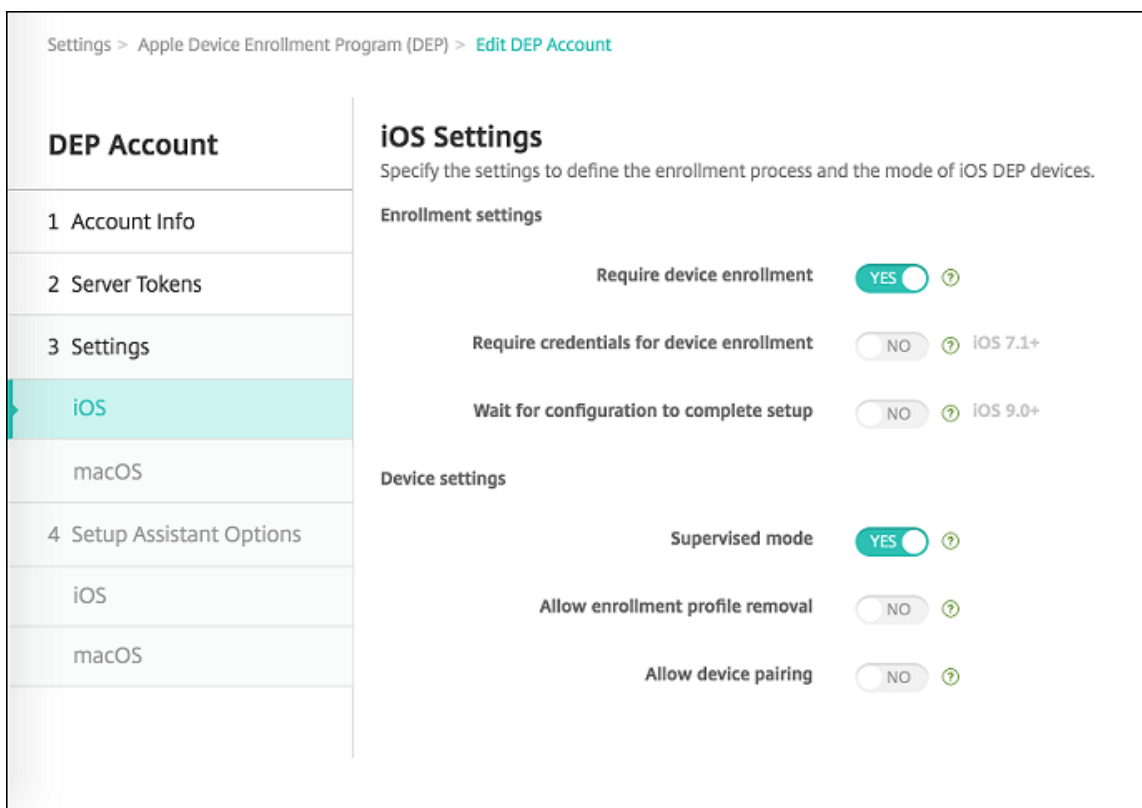 Settings > Apple Device Enrollment Program (DEP) > Edit DEP Account
DEP Account
1 Account Info
2 Server Tokens
3 Settings
iOS
macOS
4 Setup Assistant Options
iOS
macOS
iOS Settings
Specify the settings to define the enrollment process and the mode of iOS DEP devices.
Enrollment settings
Require device enrollment YES ?
Require credentials for device enrollment NO ? iOS 7.1+
Wait for configuration to complete setup NO ? iOS 9.0+
Device settings
Supervised mode YES ?
Allow enrollment profile removal NO ?
Allow device pairing NO ?